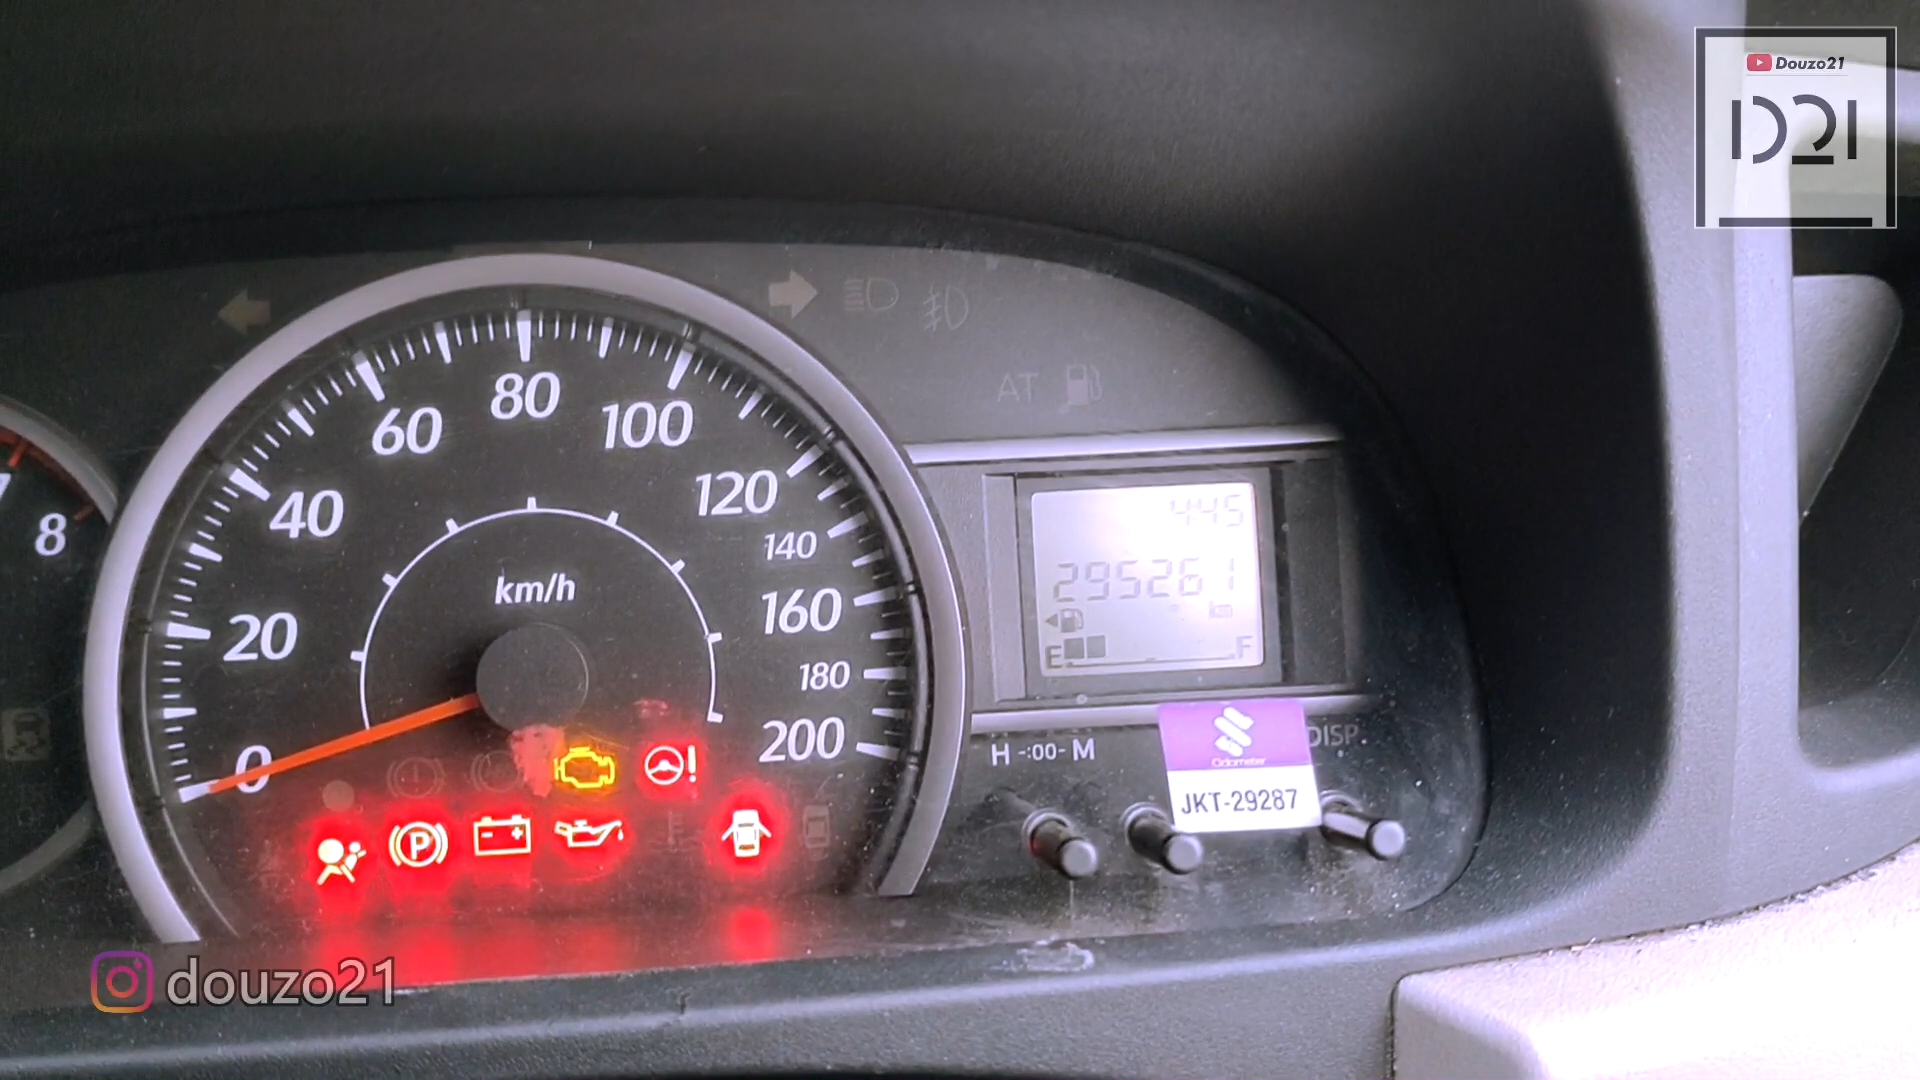 Douzo21
D21
80
60
100
40
120
8
140
km/h
20
160
180
0
200
AT
445
295261
km
E F
H -:00- M
DISP.
Odometer
JKT-29287
P
douzo21